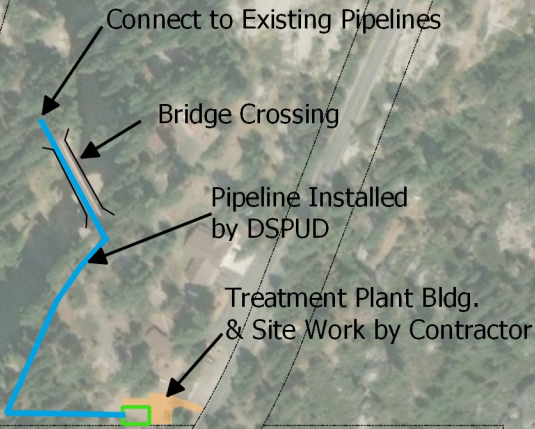 Connect to Existing Pipelines
Bridge Crossing
Pipeline Installed
by DSPUD
Treatment Plant Bldg.
& Site Work by Contractor